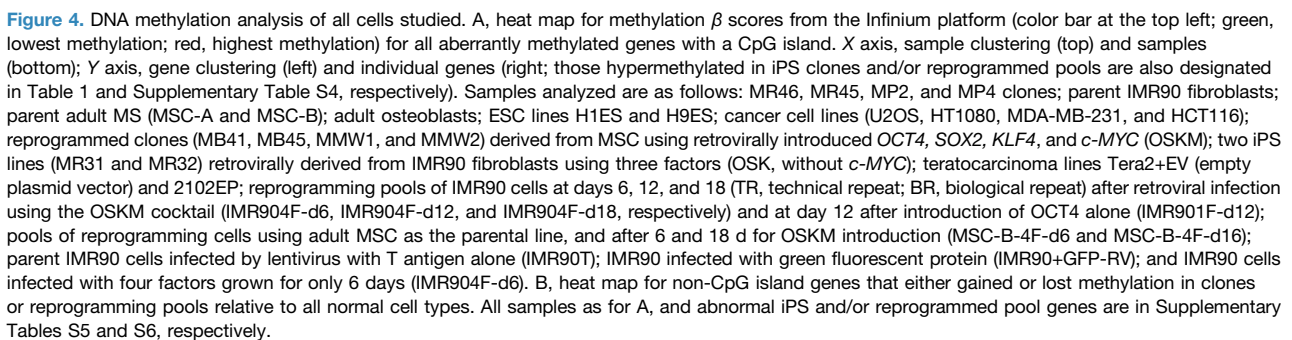 Figure 4. DNA methylation analysis of all cells studied. A, heat map for methylation β scores from the Infinium platform (color bar at the top left; green,
lowest methylation; red, highest methylation) for all aberrantly methylated genes with a CpG island. X axis, sample clustering (top) and samples
(bottom); Y axis, gene clustering (left) and individual genes (right; those hypermethylated in iPS clones and/or reprogrammed pools are also designated
in Table 1 and Supplementary Table S4, respectively). Samples analyzed are as follows: MR46, MR45, MP2, and MP4 clones; parent IMR90 fibroblasts;
parent adult MS (MSC-A and MSC-B); adult osteoblasts; ESC lines H1ES and H9ES; cancer cell lines (U2OS, HT1080, MDA-MB-231, and HCT116);
reprogrammed clones (MB41, MB45, MMW1, and MMW2) derived from MSC using retrovirally introduced OCT4, SOX2, KLF4, and c-MYC (OSKM); two iPS
lines (MR31 and MR32) retrovirally derived from IMR90 fibroblasts using three factors (OSK, without c-MYC); teratocarcinoma lines Tera2+EV (empty
plasmid vector) and 2102EP; reprogramming pools of IMR90 cells at days 6, 12, and 18 (TR, technical repeat; BR, biological repeat) after retroviral infection
using the OSKM cocktail (IMR904F-d6, IMR904F-d12, and IMR904F-d18, respectively) and at day 12 after introduction of OCT4 alone (IMR901F-d12);
pools of reprogramming cells using adult MSC as the parental line, and after 6 and 18 d for OSKM introduction (MSC-B-4F-d6 and MSC-B-4F-d16);
parent IMR90 cells infected by lentivirus with T antigen alone (IMR90T); IMR90 infected with green fluorescent protein (IMR90+GFP-RV); and IMR90 cells
infected with four factors grown for only 6 days (IMR904F-d6). B, heat map for non-CpG island genes that either gained or lost methylation in clones
or reprogramming pools relative to all normal cell types. All samples as for A, and abnormal iPS and/or reprogrammed pool genes are in Supplementary
Tables S5 and S6, respectively.